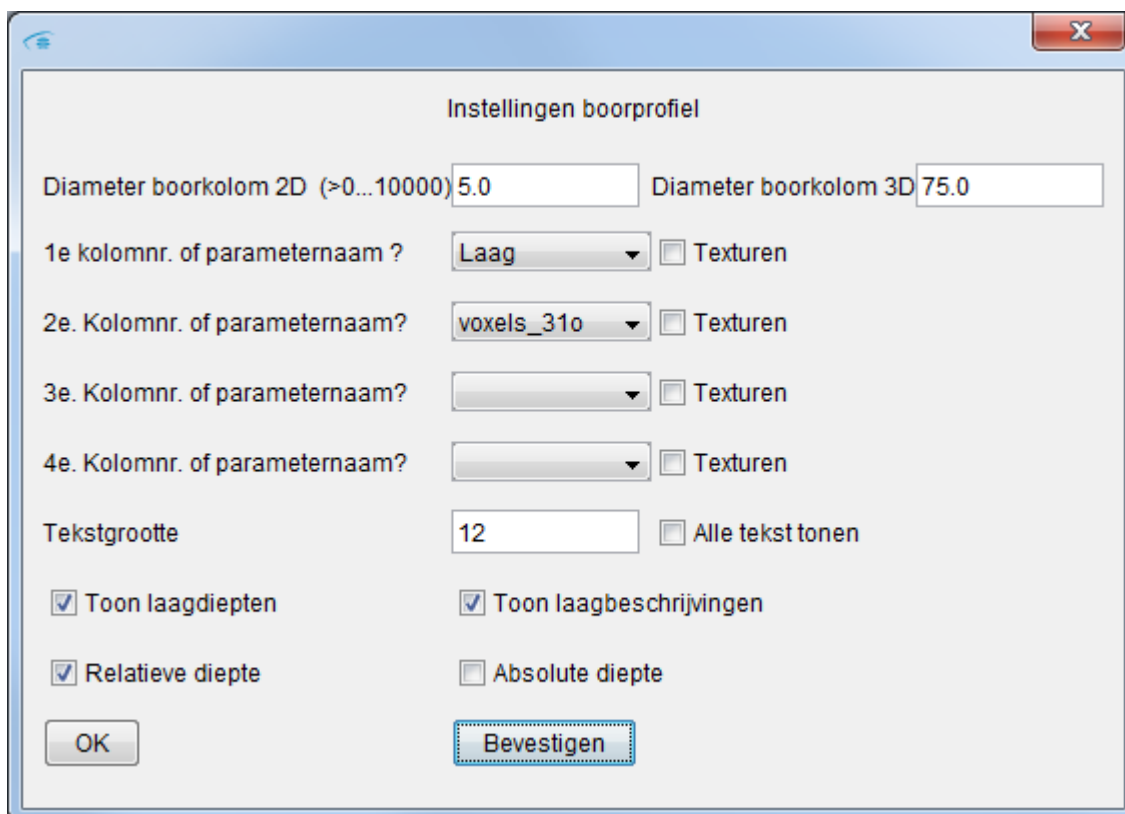 Instellingen boorprofiel
Diameter boorkolom 2D (>0...10000) 5.0 Diameter boorkolom 3D 75.0
1e kolomnr. of parameternaam ? Laag Texturen
2e. Kolomnr. of parameternaam? voxels_31o Texturen
3e. Kolomnr. of parameternaam? Texturen
4e. Kolomnr. of parameternaam? Texturen
Tekstgrootte 12 Alle tekst tonen
Toon laagdiepten Toon laagbeschrijvingen
Relatieve diepte Absolute diepte
OK Bevestigen